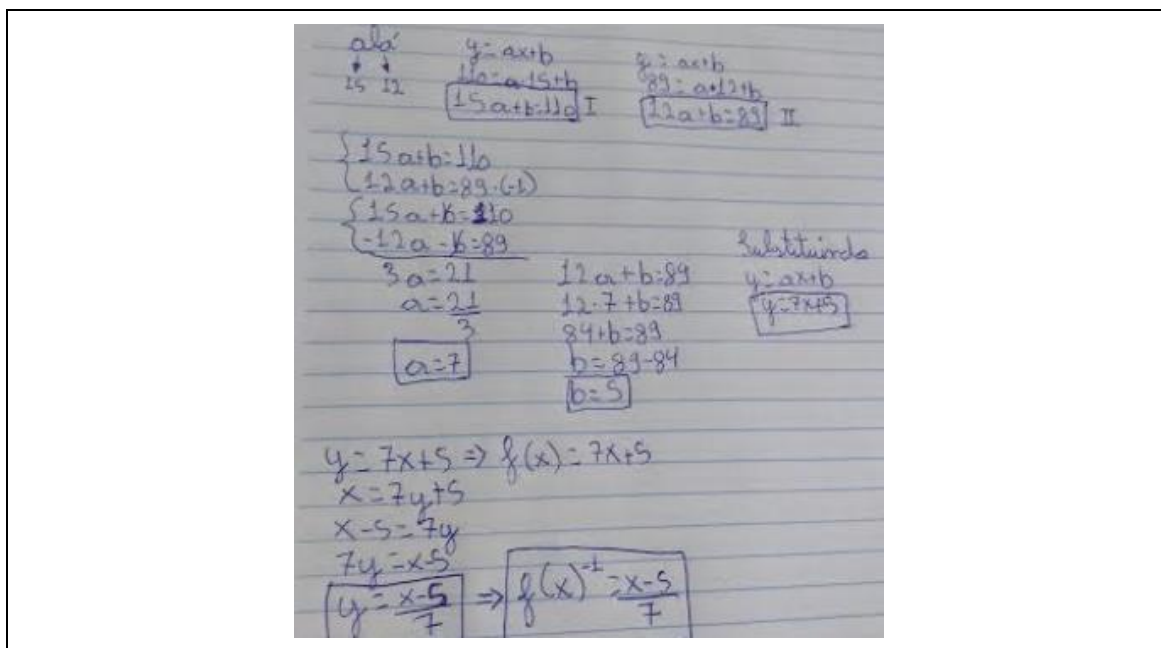 olá
15 12
y = ax+b
110 = a.15+b
15a+b=110 I
y = ax+b
89 = a.12+b
12a+b=89 II
15a+b=110
12a+b=89.(-1)
15a+b=110
-12a-b=89
3a=21
a=21
3
a=7
12a+b=89
12.7+b=89
84+b=89
b=89-84
b=5
Substituindo
y=ax+b
y=7x+5
y = 7x+5 ⇒ f(x) = 7x+5
x=7y+5
x-5=7y
7y=x-5
y = x-5/7 ⇒ f(x)⁻¹ = x-5/7